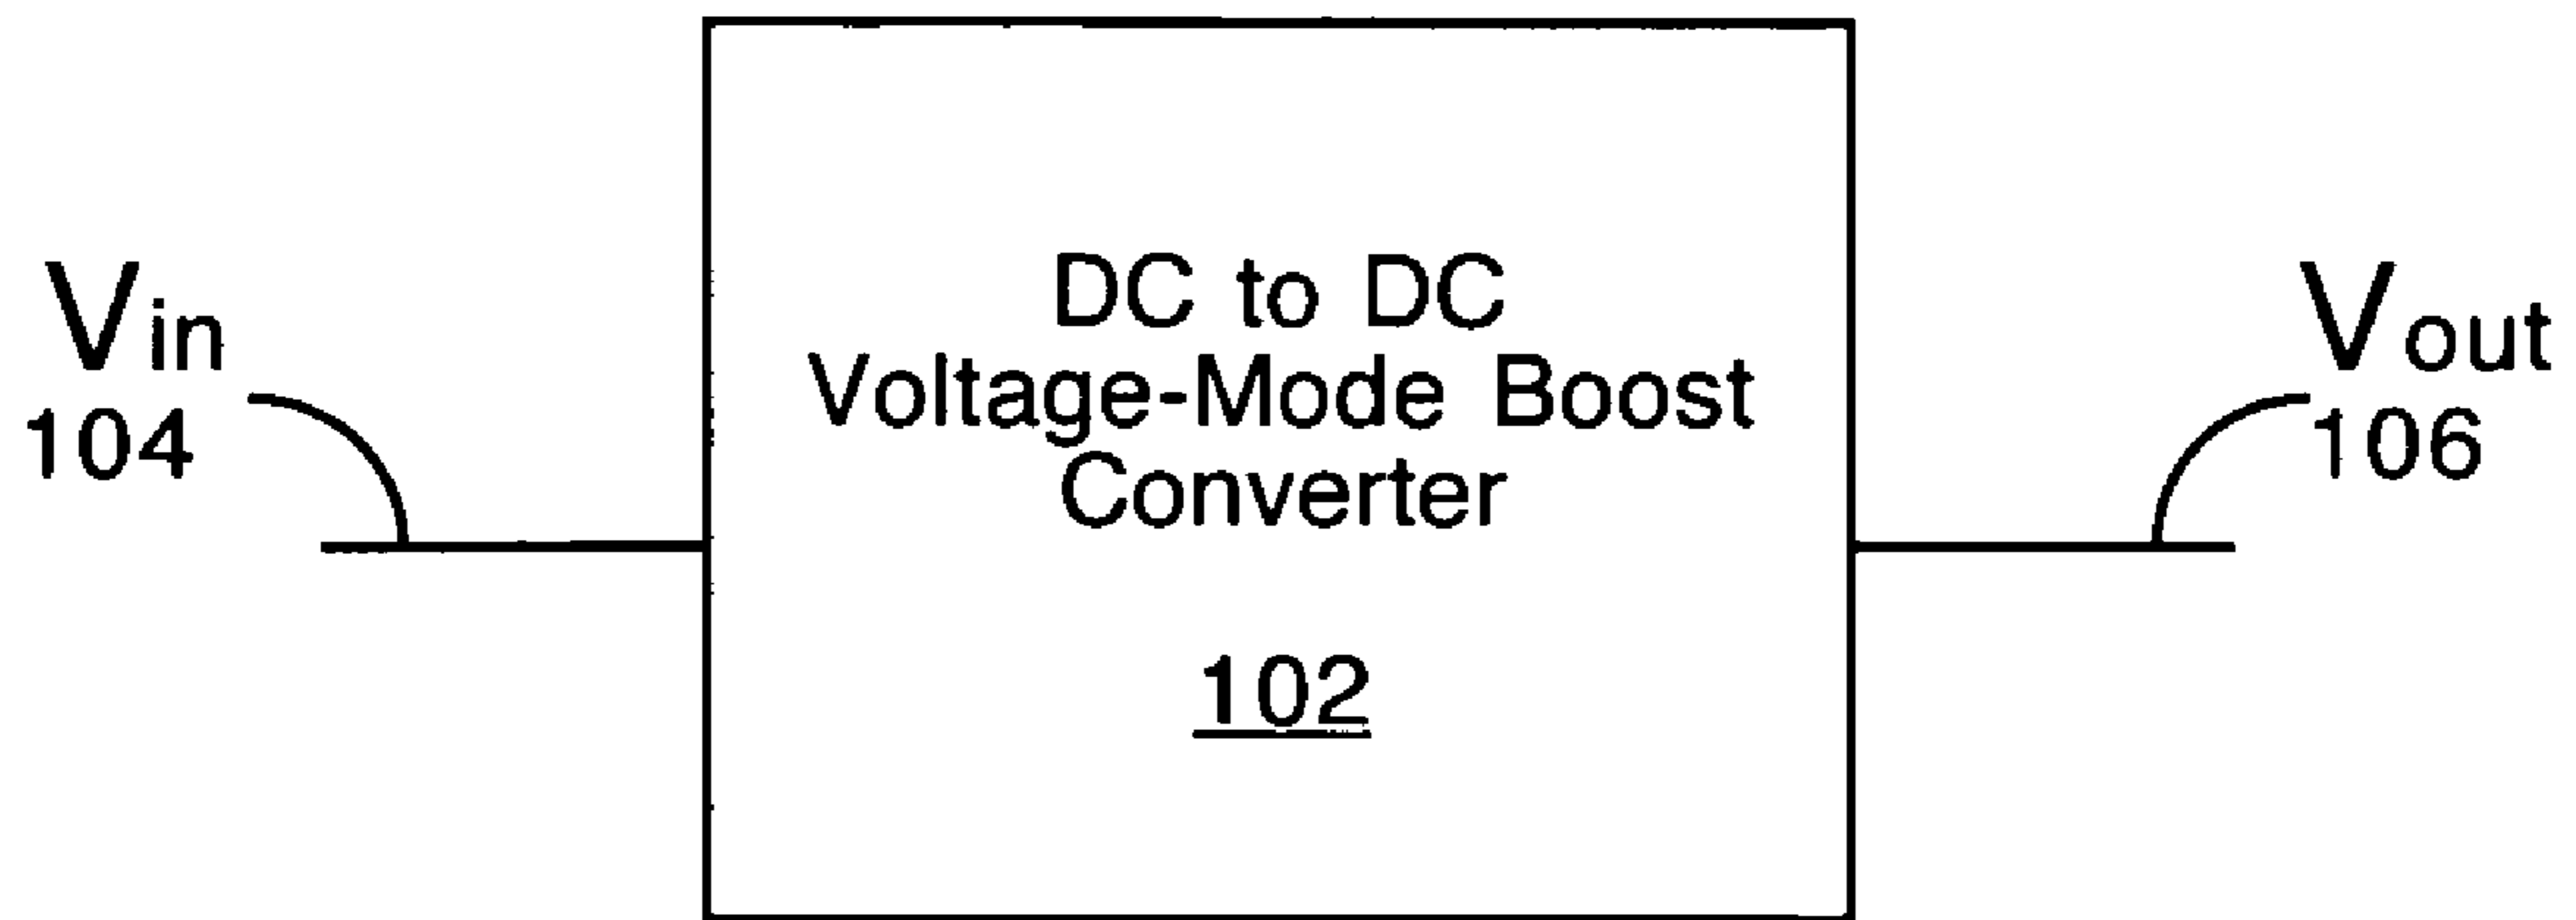 Vin
104
DC to DC
Voltage-Mode Boost
Converter
102
Vout
106